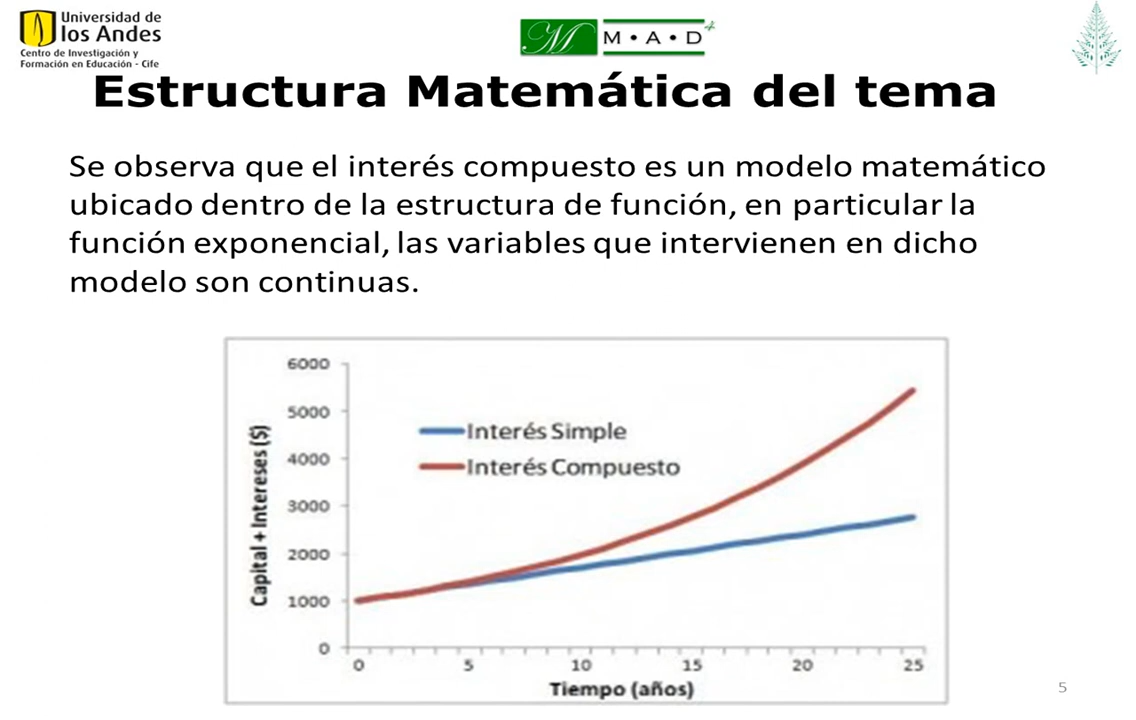 Universidad de
los Andes
Centro de Investigación y
Formación en Educación - Cife
M M • A • D
Estructura Matemática del tema
Se observa que el interés compuesto es un modelo matemático
ubicado dentro de la estructura de función, en particular la
función exponencial, las variables que intervienen en dicho
modelo son continuas.
6000
5000
4000
3000
2000
1000
0
Capital + Intereses ($)
Interés Simple
Interés Compuesto
0 5 10 15 20 25
Tiempo (años)
5